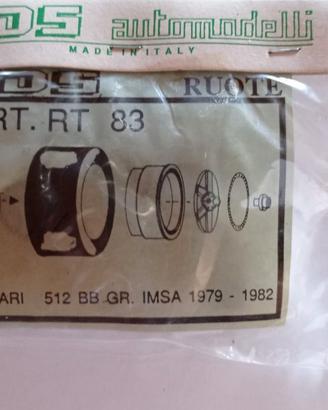 DS automodelli
MADE IN ITALY
DS RUOTE
RT. RT 83
ARI 512 BB GR. IMSA 1979 - 1982